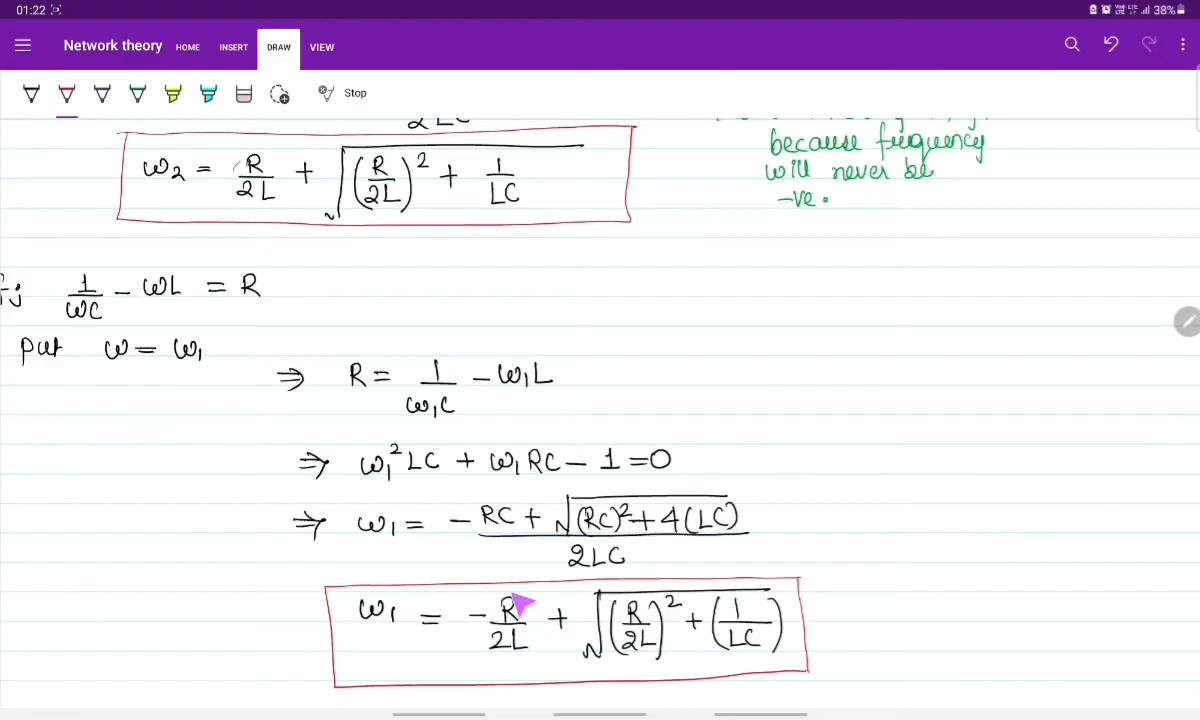 01:22
38%
Network theory HOME INSERT DRAW VIEW
Stop
2LC
because frequency
will never be
-ve.
ω₂ = R/2L + √((R/2L)² + 1/LC)
1/ωC - ωL = R
put ω = ω₁
⇒ R = 1/ω₁C - ω₁L
⇒ ω₁²LC + ω₁RC - 1 = 0
⇒ ω₁ = (-RC + √((RC)² + 4(LC)))/2LC
ω₁ = -R/2L + √((R/2L)² + (1/LC))